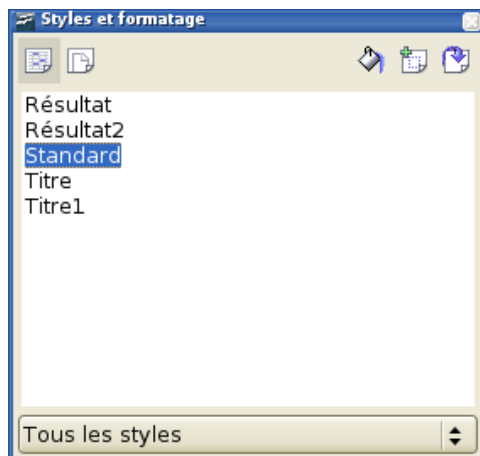 Styles et formatage
Résultat
Résultat2
Standard
Titre
Titre1
Tous les styles